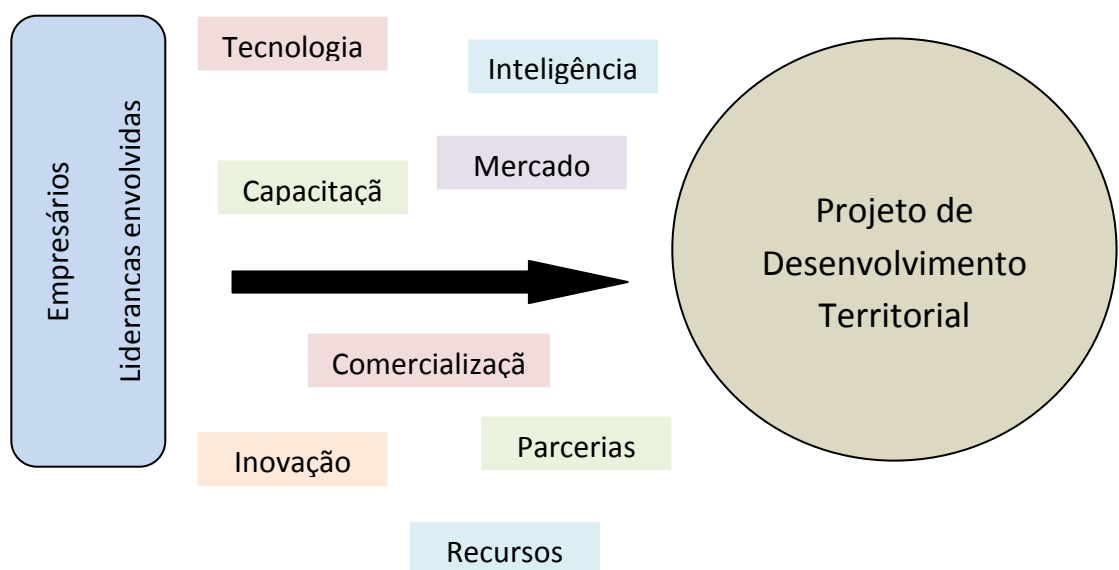 Empresários
Liderancas envolvidas
Tecnologia
Inteligência
Capacitaçã
Mercado
Comercializaçã
Inovação
Parcerias
Recursos
Projeto de
Desenvolvimento
Territorial